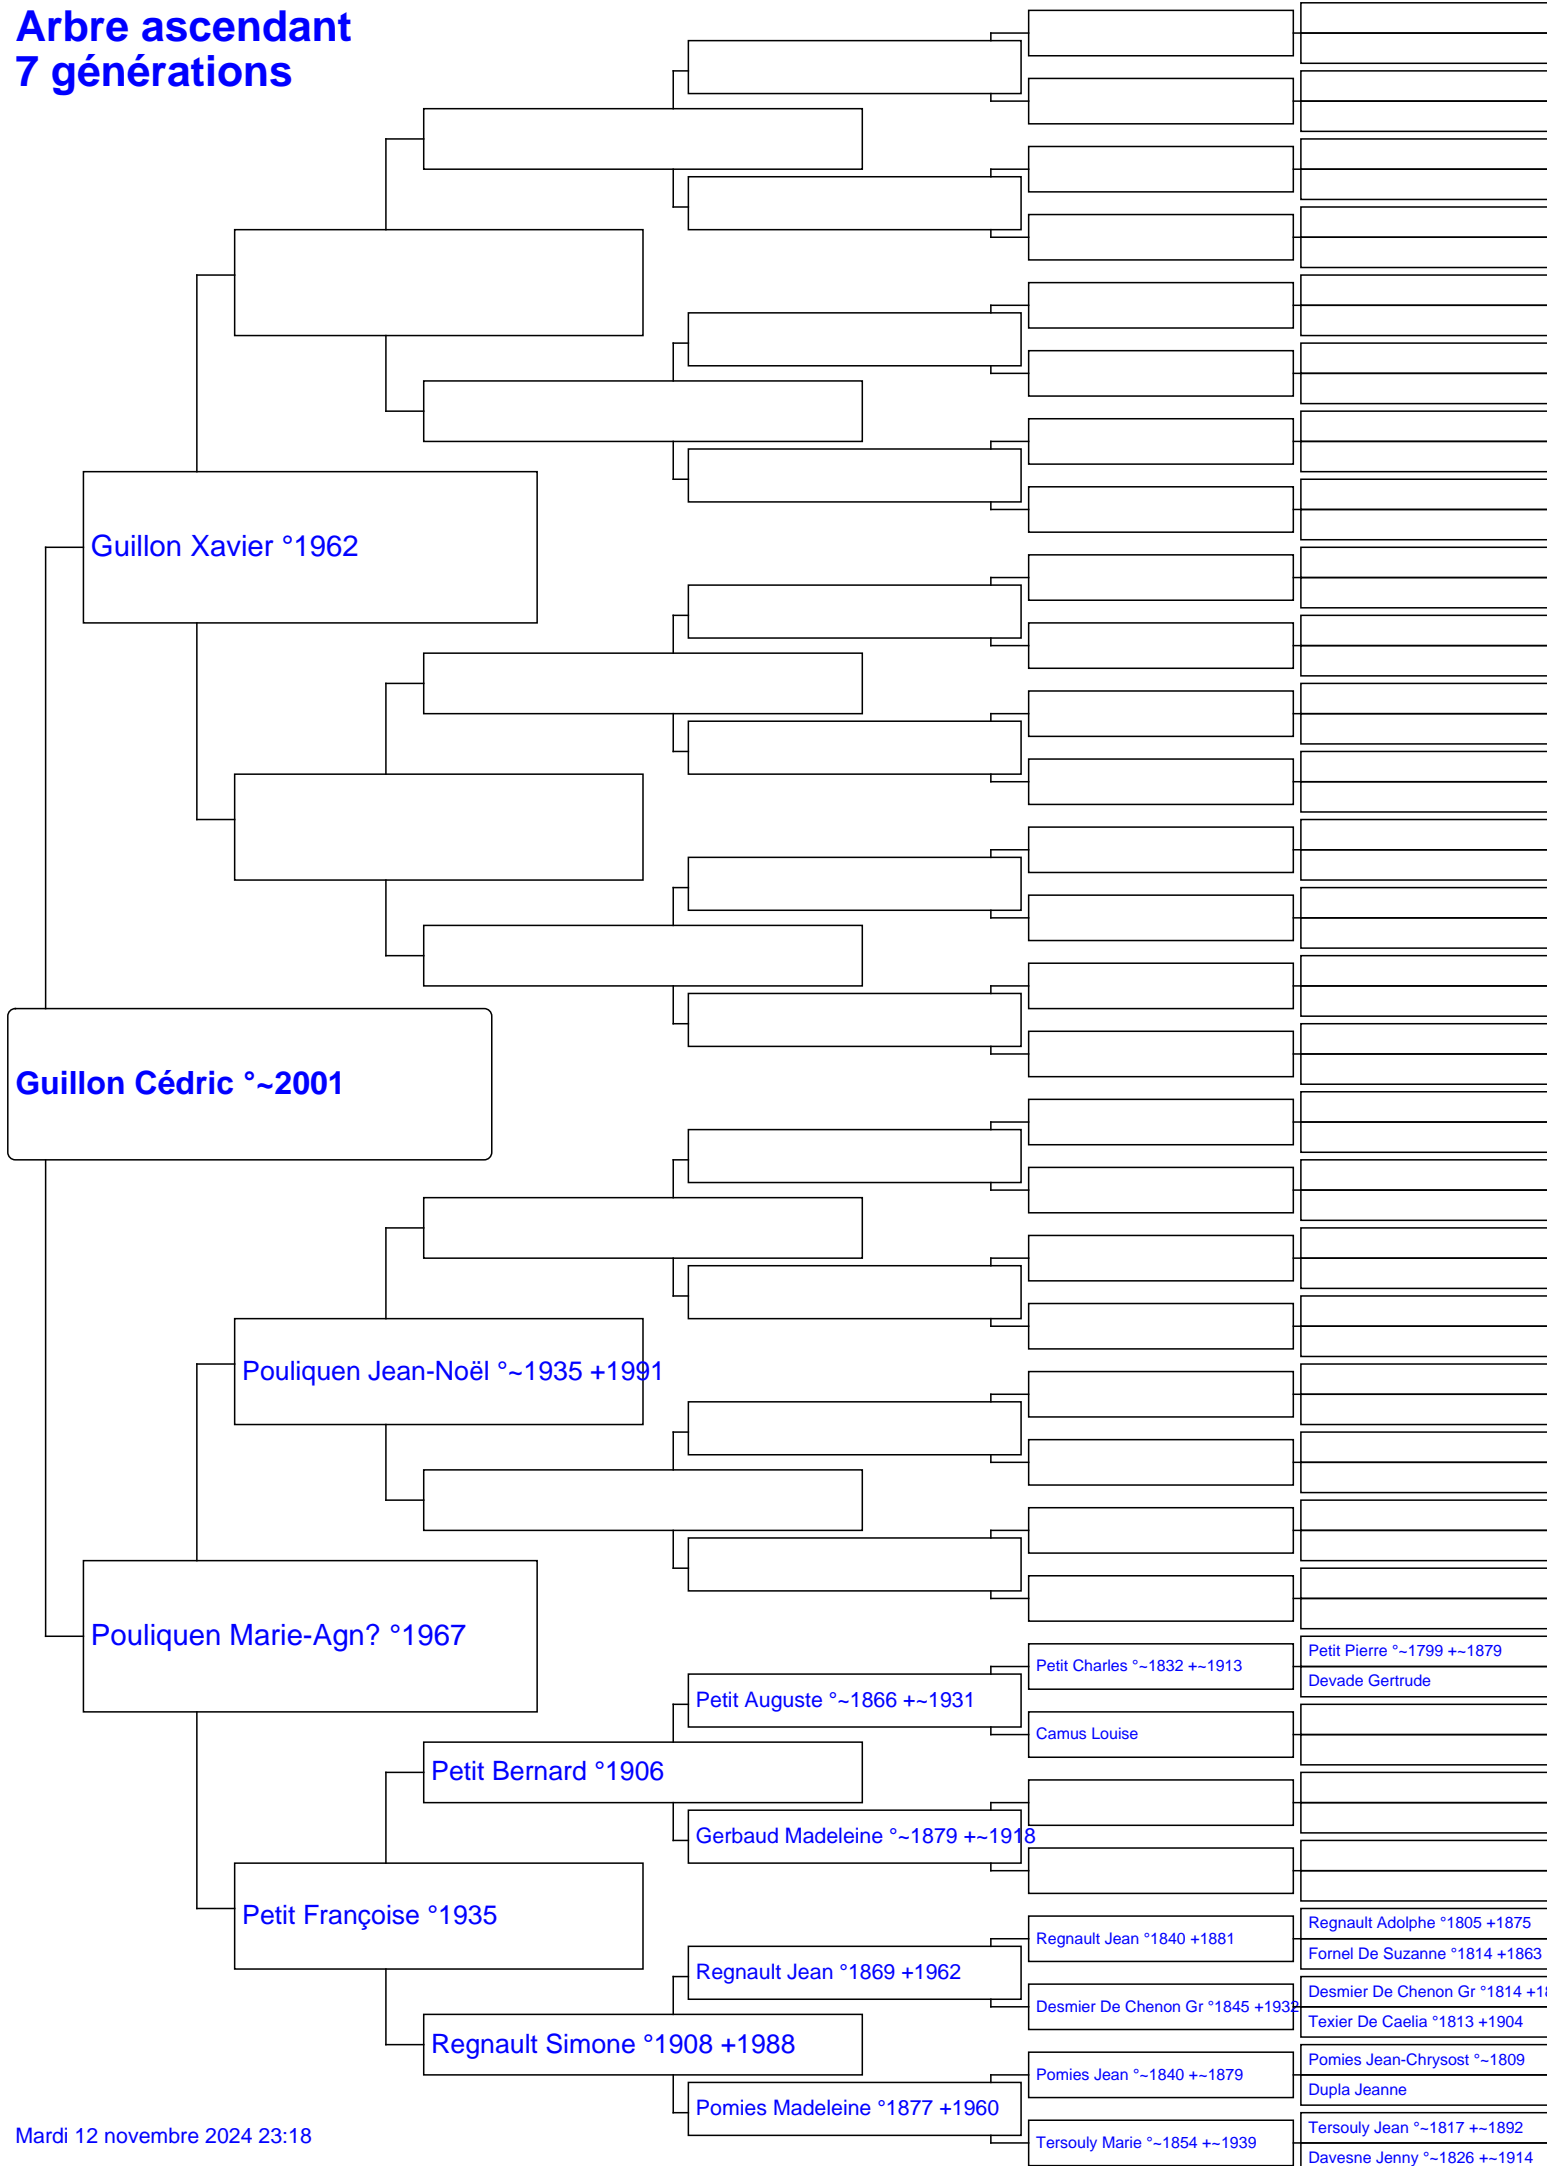 Arbre ascendant
7 générations
Guillon Xavier °1962
Guillon Cédric °~2001
Pouliquen Jean-Noël °~1935 +1991
Pouliquen Marie-Agn? °1967
Petit Pierre °~1799 +~1879
Petit Charles °~1832 +~1913
Devade Gertrude
Petit Auguste °~1866 +~1931
Camus Louise
Petit Bernard °1906
Gerbaud Madeleine °~1879 +~1918
Petit Françoise °1935
Regnault Adolphe °1805 +1875
Regnault Jean °1840 +1881
Fornel De Suzanne °1814 +1863
Regnault Jean °1869 +1962
Desmier De Chenon Gr °1814 +18
Desmier De Chenon Gr °1845 +1932
Texier De Caelia °1813 +1904
Regnault Simone °1908 +1988
Pomies Jean-Chrysost °~1809
Pomies Jean °~1840 +~1879
Dupla Jeanne
Pomies Madeleine °1877 +1960
Tersouly Jean °~1817 +~1892
Tersouly Marie °~1854 +~1939
Davesne Jenny °~1826 +~1914
Mardi 12 novembre 2024 23:18